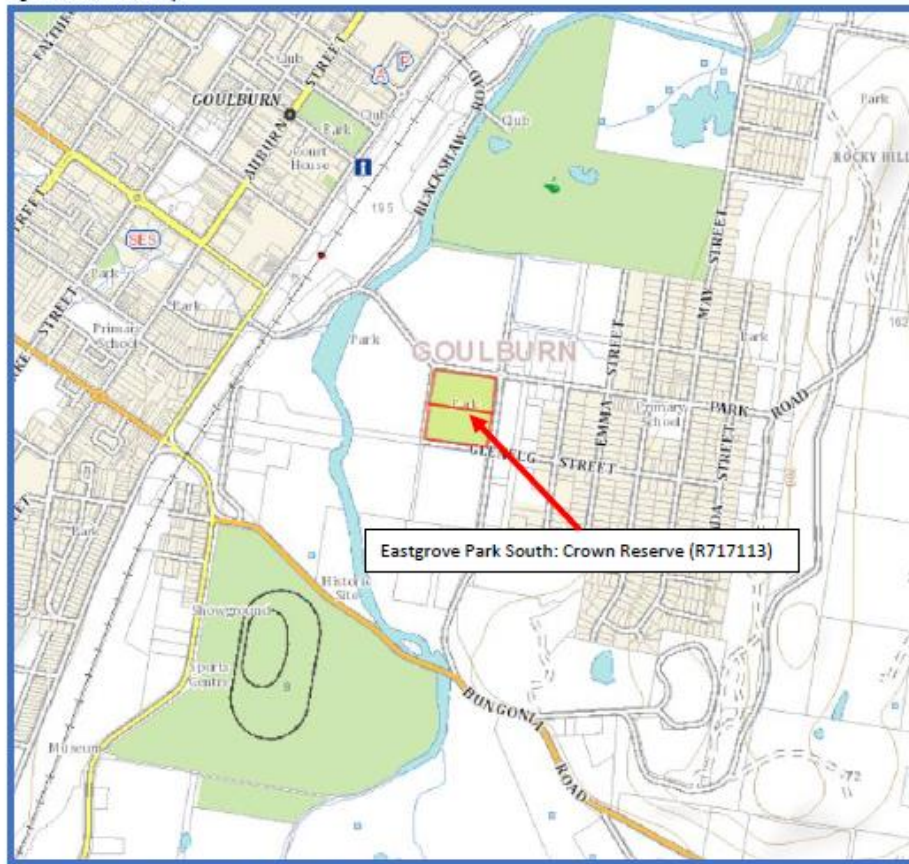 Club
GOULBURN
AUBURN STREET
A
P
Park
Club
Court
House
i
BLACKSHAW ROAD
195
Club
Park
ROCKY HILL
SES
Park
Park
Primary
School
STREET
Park
GOULBURN
Park
MAY STREET
EMMA STREET
Park
Primary
School
PARK ROAD
GLENELG STREET
STREET
Park
Eastgrove Park South: Crown Reserve (R717113)
Historic
Site
Showground
Sports
Centre
Museum
BUNGONIA ROAD
72